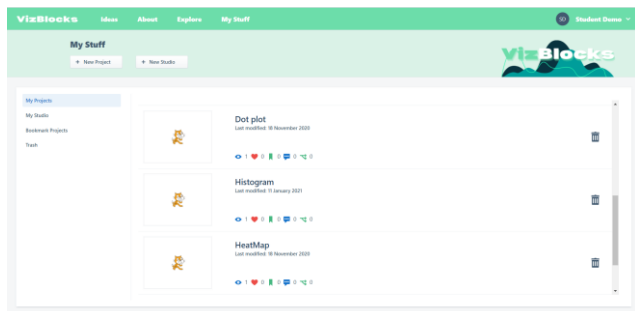 VizBlocks Ideas About Explore My Stuff SD Student Demo
My Stuff
+ New Project + New Studio
VizBlocks
My Projects
My Studio
Bookmark Projects
Trash
Dot plot
Last modified: 18 November 2020
1 0 0 0 0
Histogram
Last modified: 11 January 2021
1 0 0 0 0
HeatMap
Last modified: 18 November 2020
1 0 0 0 0